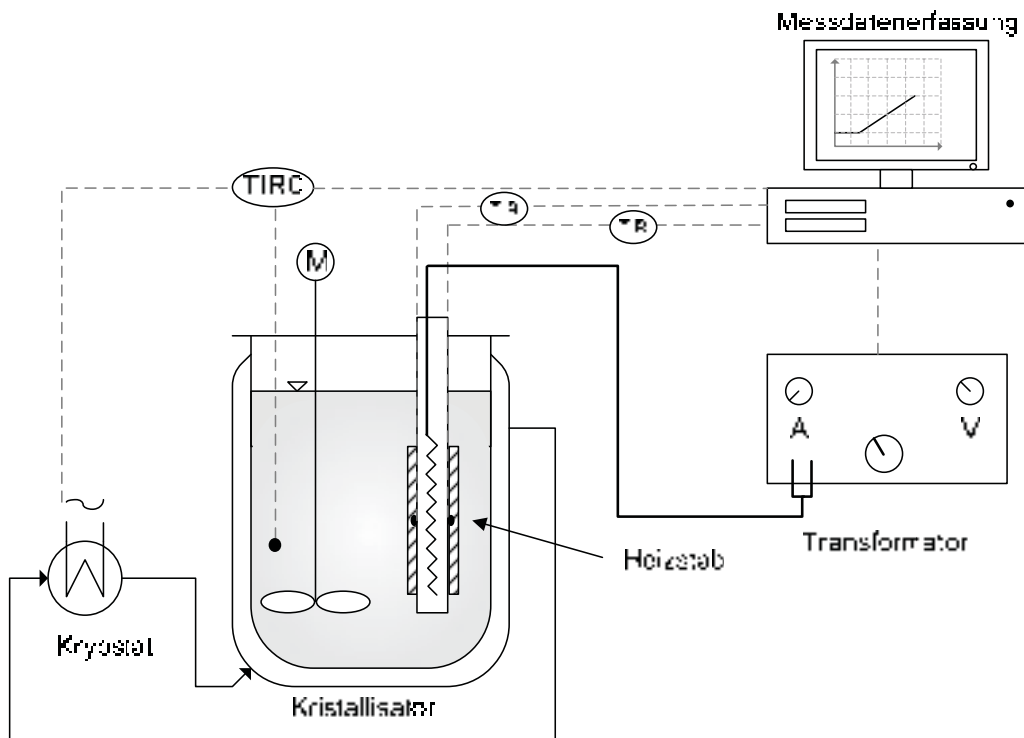 Messdatenerfassung
TIRC
M
A
V
Transformator
Heizstab
Kryostat
Kristallisator